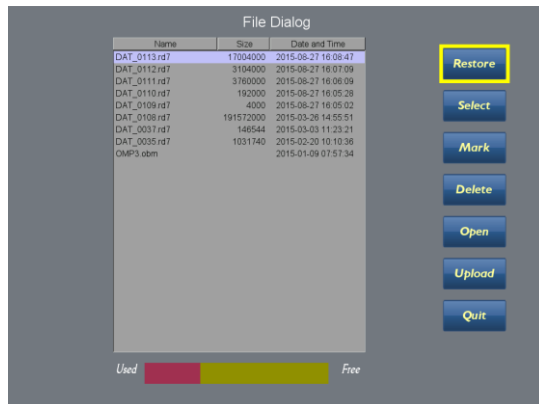 File Dialog
Name Size Date and Time
DAT_0113.rd7 17004000 2015-08-27 16:08:47
DAT_0112.rd7 3104000 2015-08-27 16:07:09
DAT_0111.rd7 3760000 2015-08-27 16:06:09
DAT_0110.rd7 192000 2015-08-27 16:05:28
DAT_0109.rd7 4000 2015-08-27 16:05:02
DAT_0108.rd7 191572000 2015-03-26 14:55:51
DAT_0037.rd7 146544 2015-03-03 11:23:21
DAT_0035.rd7 1031740 2015-02-20 10:10:36
OMP3.obm 2015-01-09 07:57:34
Restore
Select
Mark
Delete
Open
Upload
Quit
Used Free